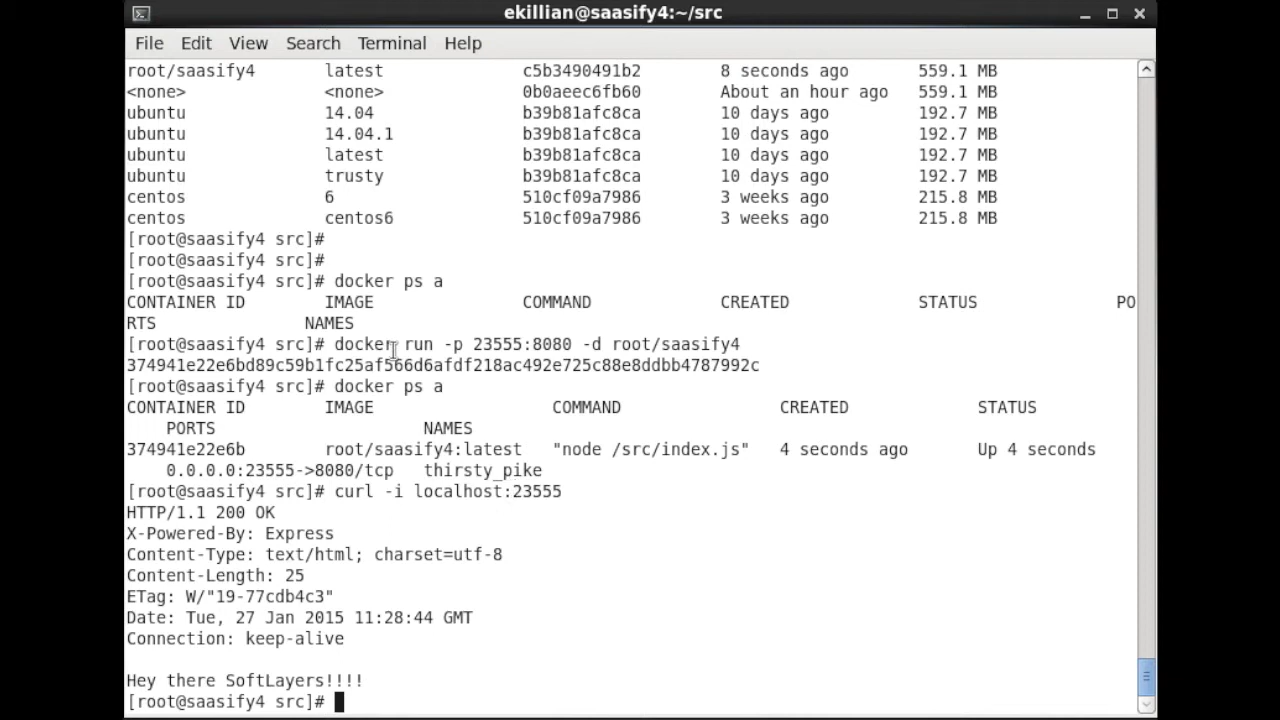 ekillian@saasify4:~/src
File Edit View Search Terminal Help
root/saasify4 latest c5b3490491b2 8 seconds ago 559.1 MB
<none> <none> 0b0aeec6fb60 About an hour ago 559.1 MB
ubuntu 14.04 b39b81afc8ca 10 days ago 192.7 MB
ubuntu 14.04.1 b39b81afc8ca 10 days ago 192.7 MB
ubuntu latest b39b81afc8ca 10 days ago 192.7 MB
ubuntu trusty b39b81afc8ca 10 days ago 192.7 MB
centos 6 510cf09a7986 3 weeks ago 215.8 MB
centos centos6 510cf09a7986 3 weeks ago 215.8 MB
[root@saasify4 src]#
[root@saasify4 src]#
[root@saasify4 src]# docker ps a
CONTAINER ID IMAGE COMMAND CREATED STATUS PO
RTS NAMES
[root@saasify4 src]# docker run -p 23555:8080 -d root/saasify4
374941e22e6bd89c59b1fc25af566d6afdf218ac492e725c88e8ddbb4787992c
[root@saasify4 src]# docker ps a
CONTAINER ID IMAGE COMMAND CREATED STATUS
PORTS NAMES
374941e22e6b root/saasify4:latest "node /src/index.js" 4 seconds ago Up 4 seconds
0.0.0.0:23555->8080/tcp thirsty_pike
[root@saasify4 src]# curl -i localhost:23555
HTTP/1.1 200 OK
X-Powered-By: Express
Content-Type: text/html; charset=utf-8
Content-Length: 25
ETag: W/"19-77cdb4c3"
Date: Tue, 27 Jan 2015 11:28:44 GMT
Connection: keep-alive
Hey there SoftLayers!!!!
[root@saasify4 src]#